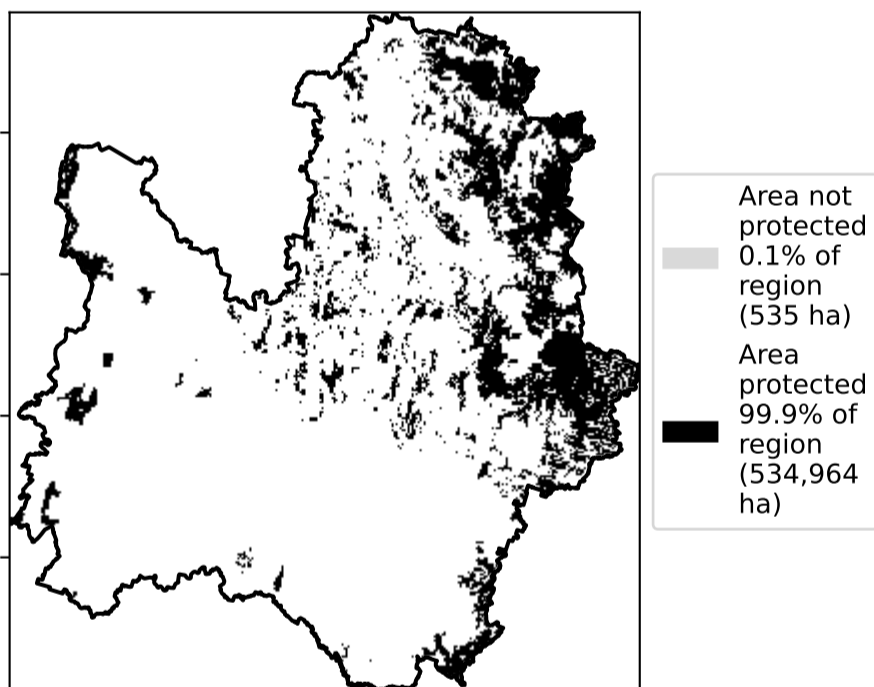 Area not
protected
0.1% of
region
(535 ha)
Area
protected
99.9% of
region
(534,964
ha)